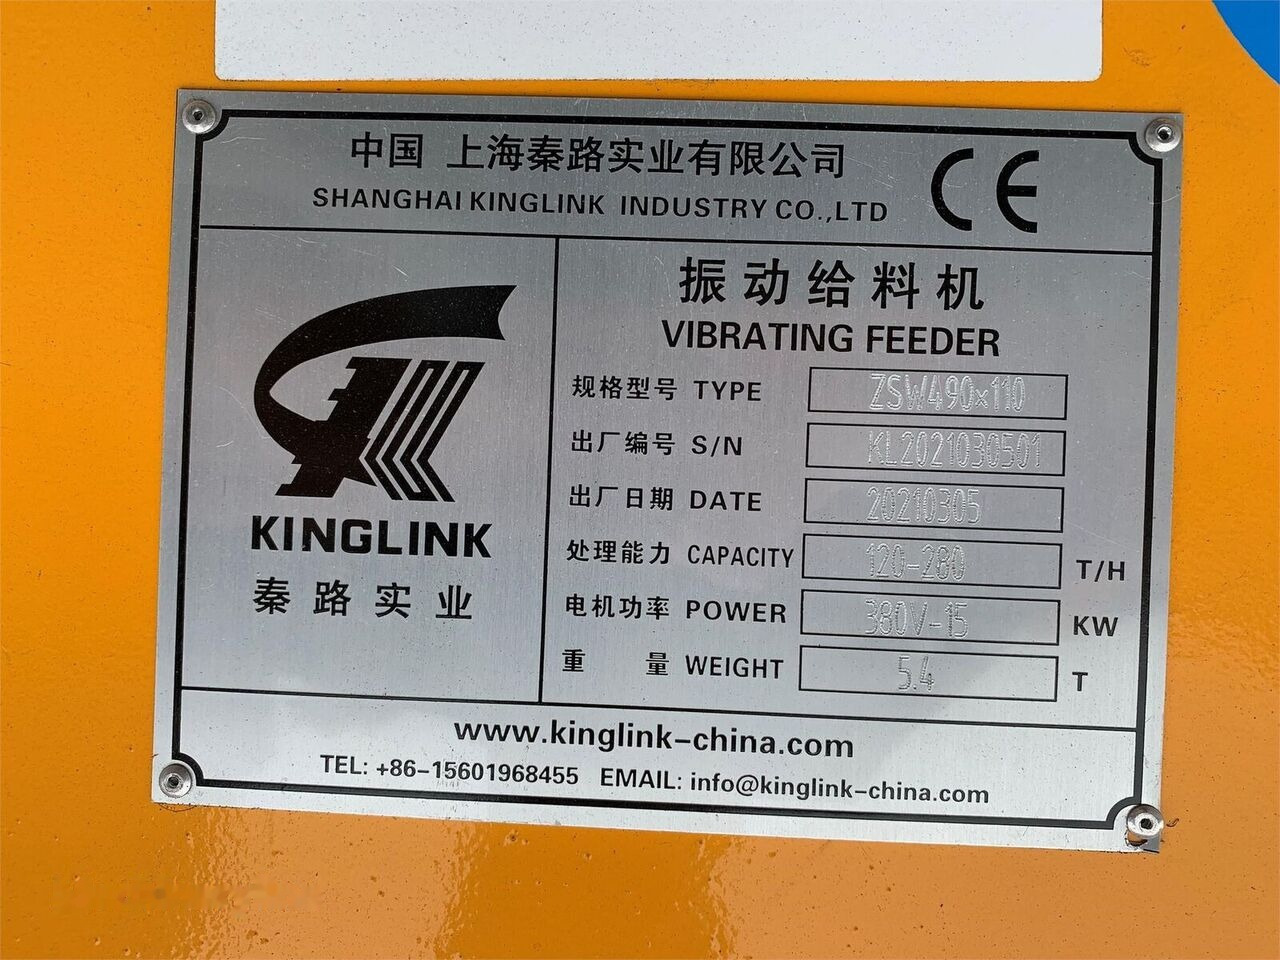 中国 上海秦路实业有限公司
SHANGHAI KINGLINK INDUSTRY CO.,LTD
CE
KINGLINK
秦路实业
振动给料机
VIBRATING FEEDER
规格型号 TYPE ZSW490x110
出厂编号 S/N KL2021030501
出厂日期 DATE 20210305
处理能力 CAPACITY 120-280 T/H
电机功率 POWER 380V-15 KW
重 量 WEIGHT 5.4 T
www.kinglink-china.com
TEL: +86-15601968455 EMAIL: info@kinglink-china.com